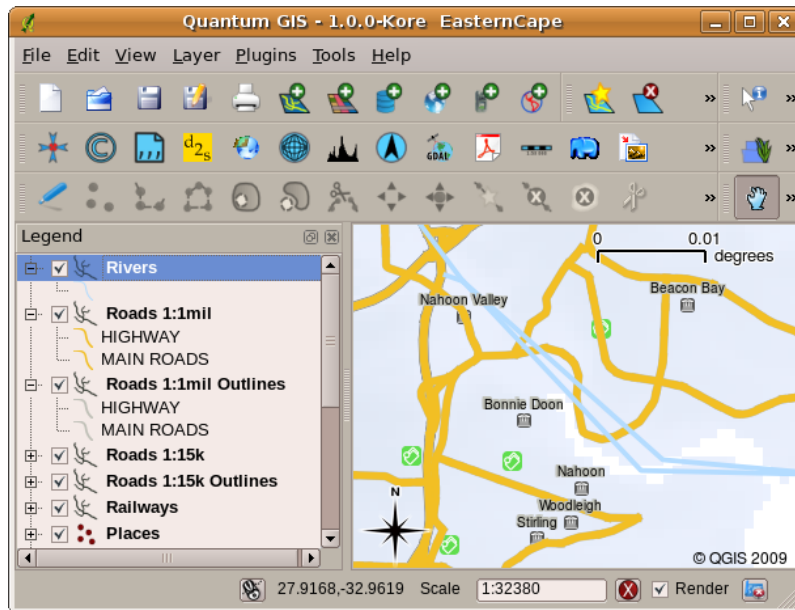 Quantum GIS - 1.0.0-Kore EasternCape
File Edit View Layer Plugins Tools Help
d2s
GDAL
Legend
Rivers
Roads 1:1mil
HIGHWAY
MAIN ROADS
Roads 1:1mil Outlines
HIGHWAY
MAIN ROADS
Roads 1:15k
Roads 1:15k Outlines
Railways
Places
0 0.01
degrees
Beacon Bay
Nahoon Valley
Bonnie Doon
Nahoon
Woodleigh
Stirling
N
© QGIS 2009
27.9168,-32.9619 Scale 1:32380 Render